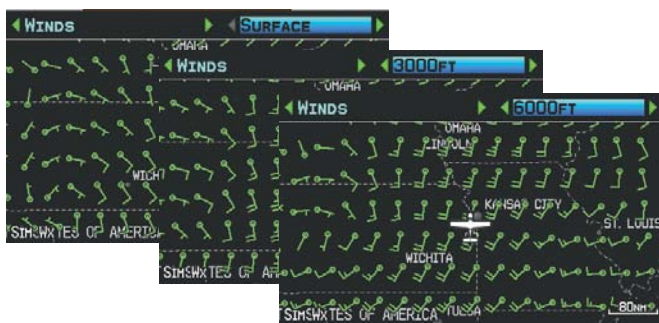 WINDS SURFACE
OMAHA
WICHT
SIMSWXTES OF AMERICA
WINDS 3000FT
OMAHA
SIMSWXTES OF AM
WINDS 6000FT
OMAHA
LINCOLN
KANSAS CITY
ST. LOUIS
WICHITA
SIMSWXTES OF AMERICA TULSA
80NM